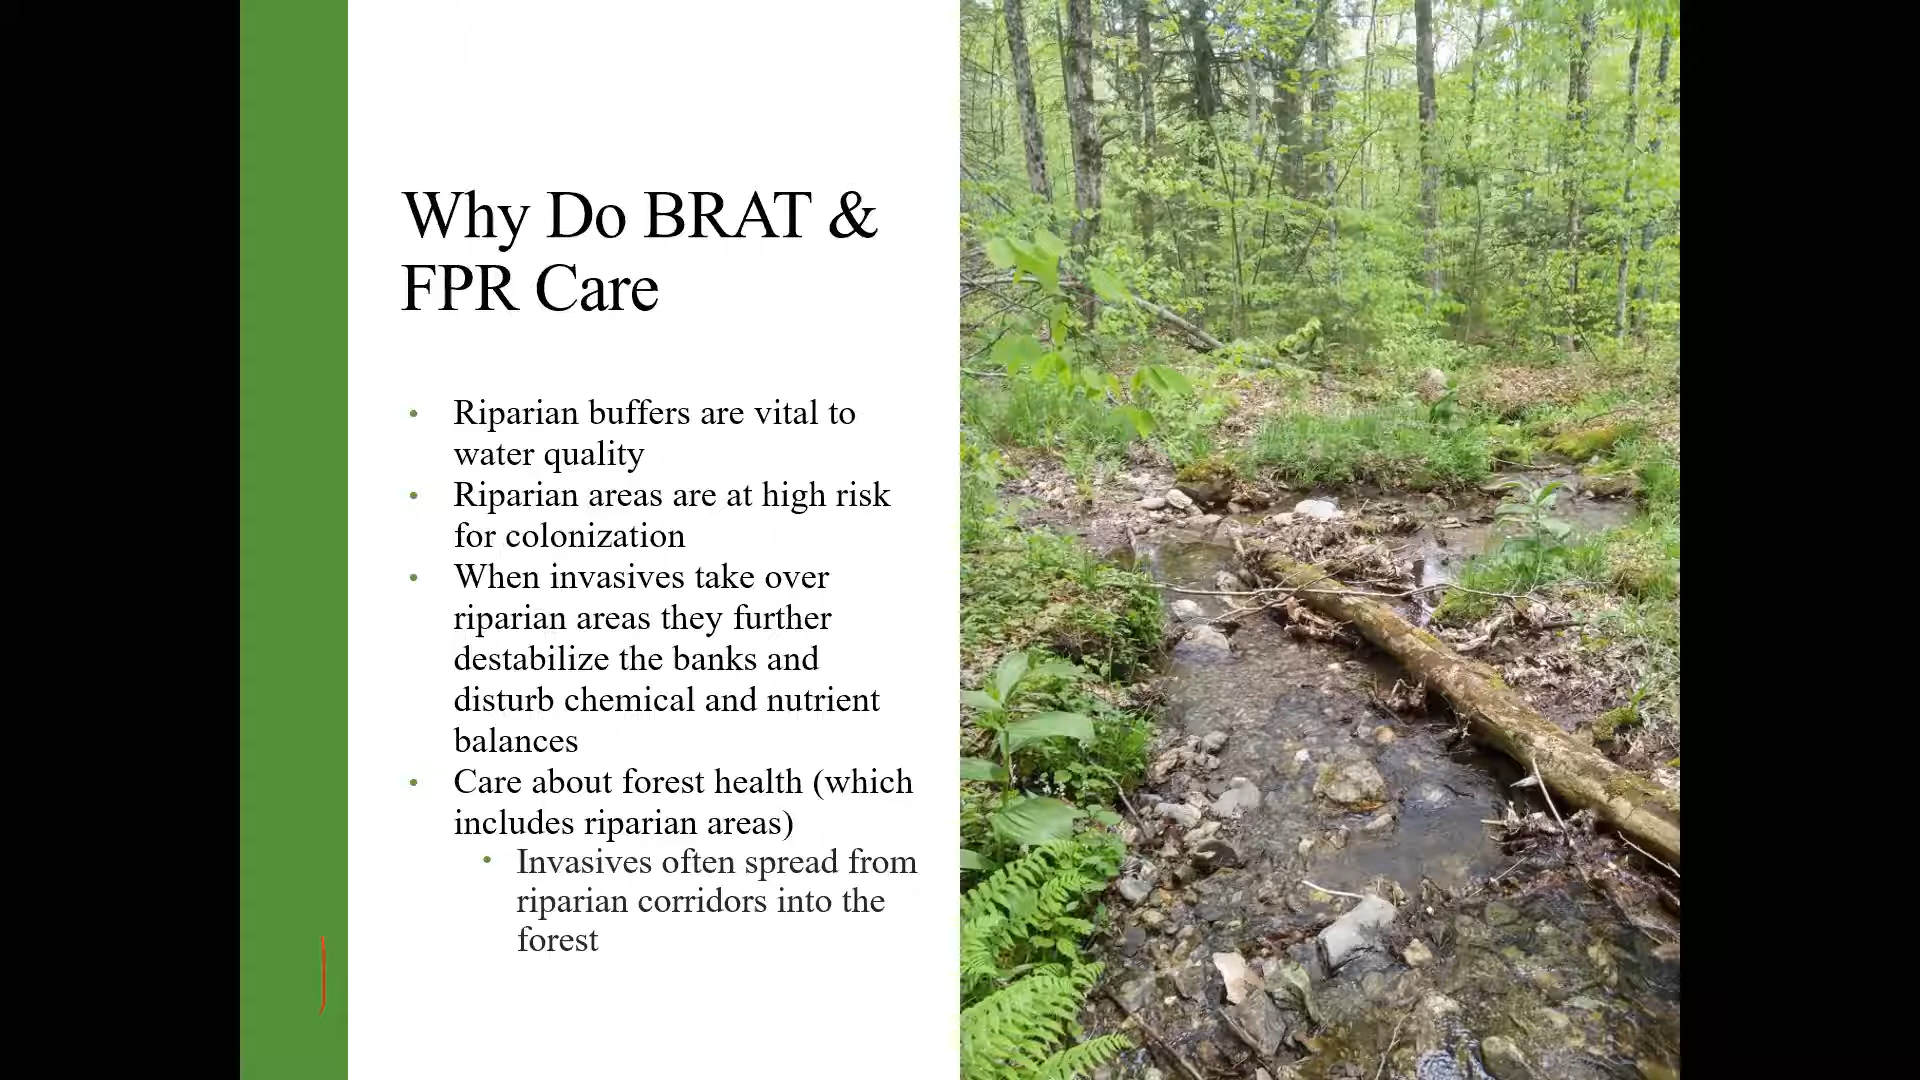 Why Do BRAT &
FPR Care
• Riparian buffers are vital to
water quality
• Riparian areas are at high risk
for colonization
• When invasives take over
riparian areas they further
destabilize the banks and
disturb chemical and nutrient
balances
• Care about forest health (which
includes riparian areas)
• Invasives often spread from
riparian corridors into the
forest